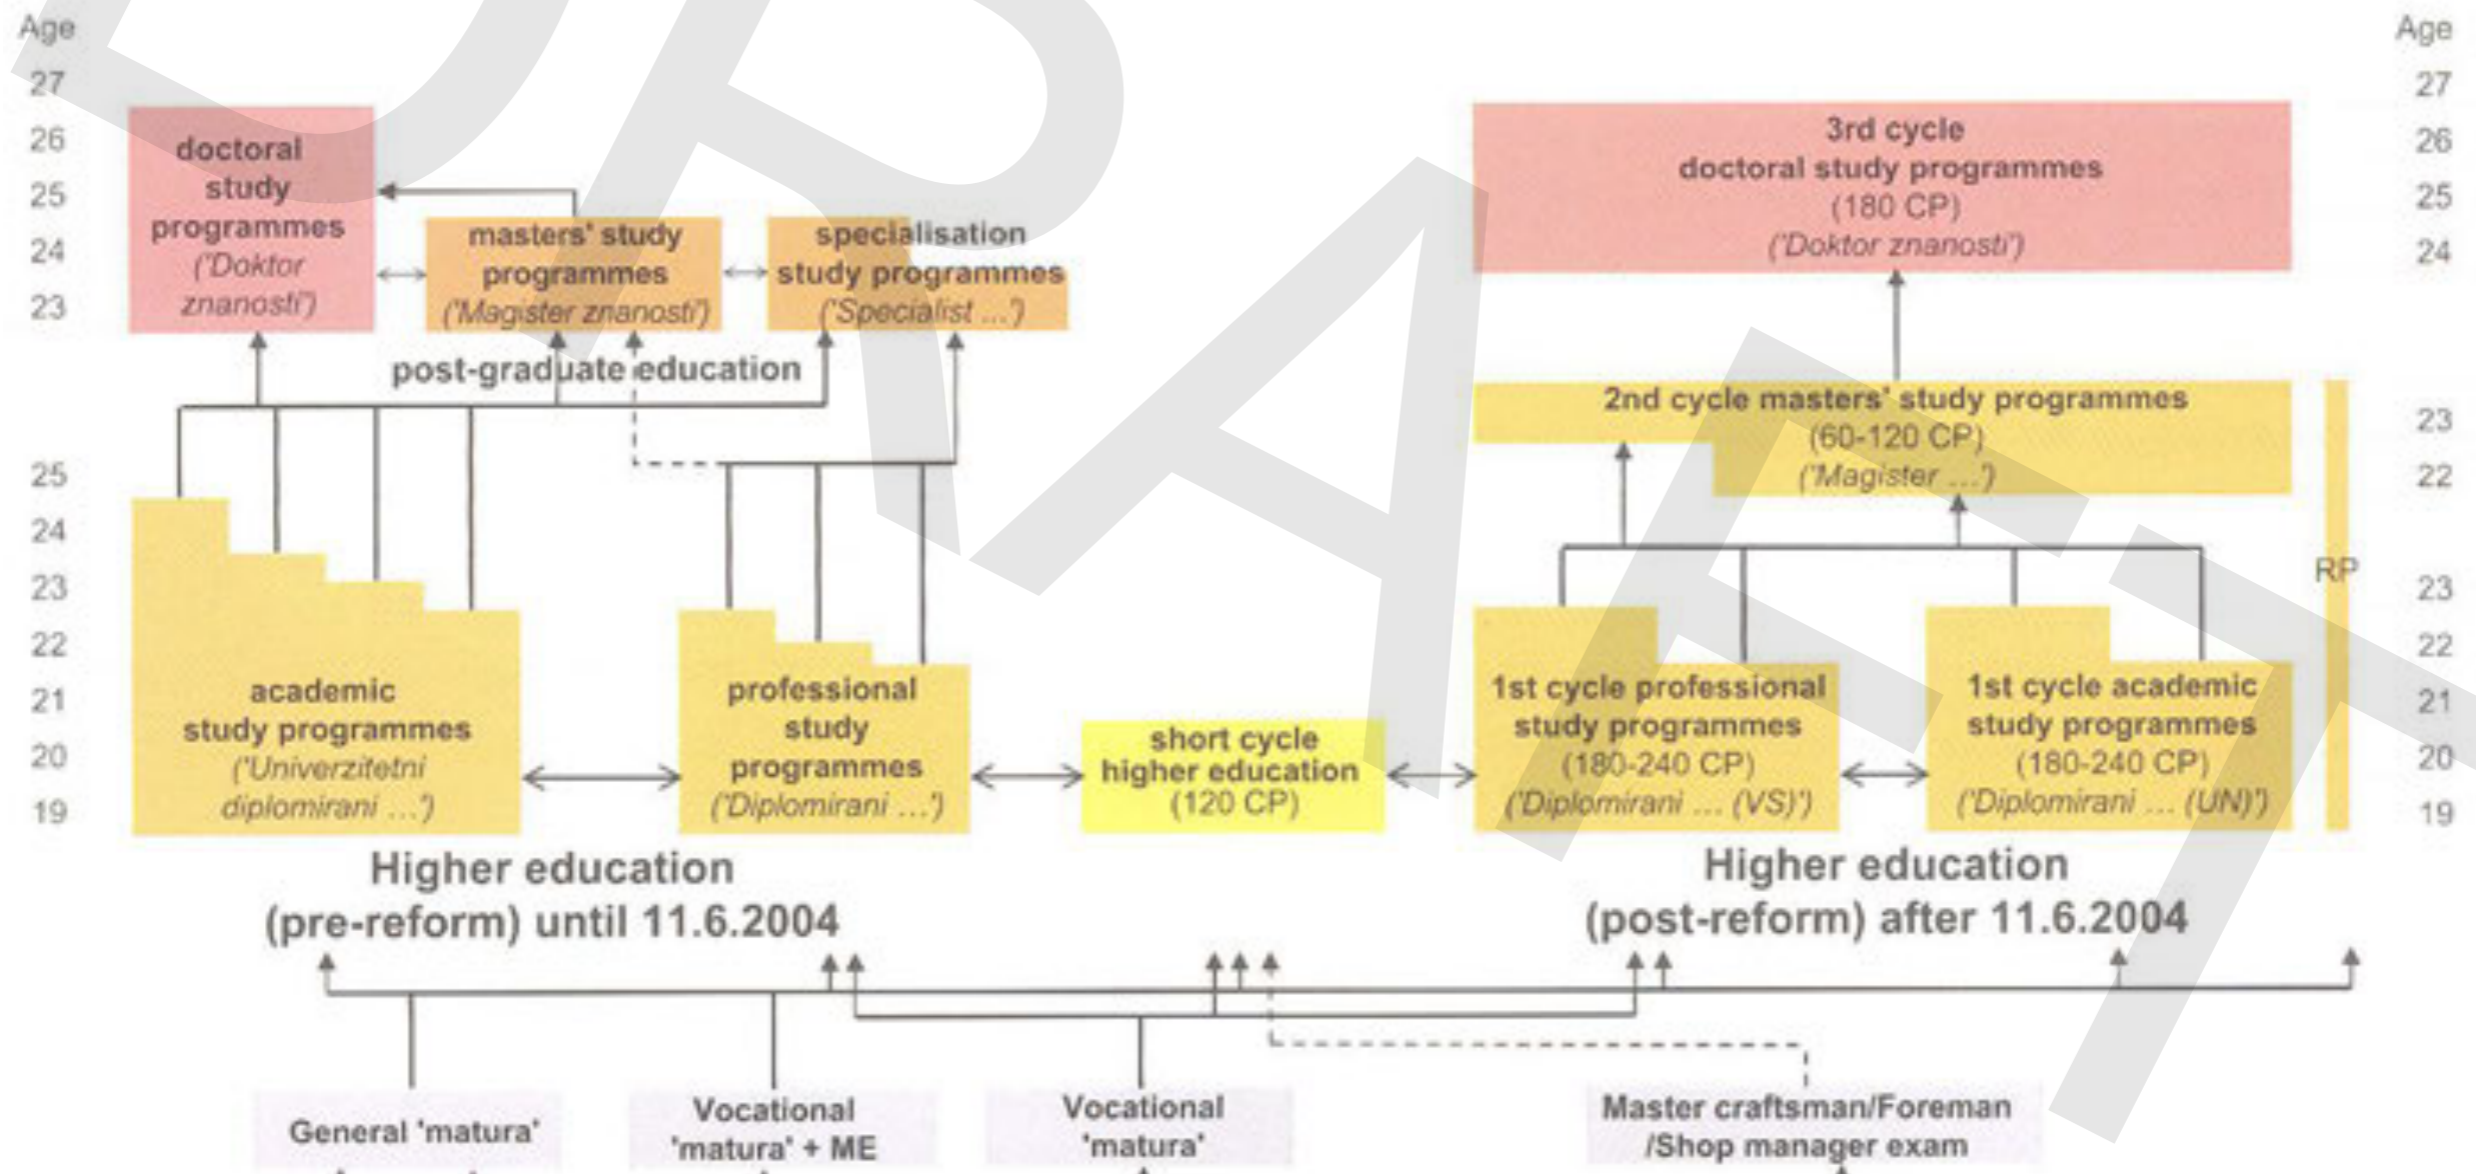 Age
27
26
25
24
23
25
24
23
22
21
20
19
doctoral
study
programmes
('Doktor
znanosti')
masters' study
programmes
('Magister znanosti')
specialisation
study programmes
('Specialist ...')
post-graduate education
academic
study programmes
('Univerzitetni
diplomirani ...')
professional
study
programmes
('Diplomirani ...')
short cycle
higher education
(120 CP)
3rd cycle
doctoral study programmes
(180 CP)
('Doktor znanosti')
2nd cycle masters' study programmes
(60-120 CP)
('Magister ...')
1st cycle professional
study programmes
(180-240 CP)
('Diplomirani ... (VS)')
1st cycle academic
study programmes
(180-240 CP)
('Diplomirani ... (UN)')
RP
Age
27
26
25
24
23
22
23
22
21
20
19
Higher education
(pre-reform) until 11.6.2004
Higher education
(post-reform) after 11.6.2004
General 'matura'
Vocational
'matura' + ME
Vocational
'matura'
Master craftsman/Foreman
/Shop manager exam
DRAFT